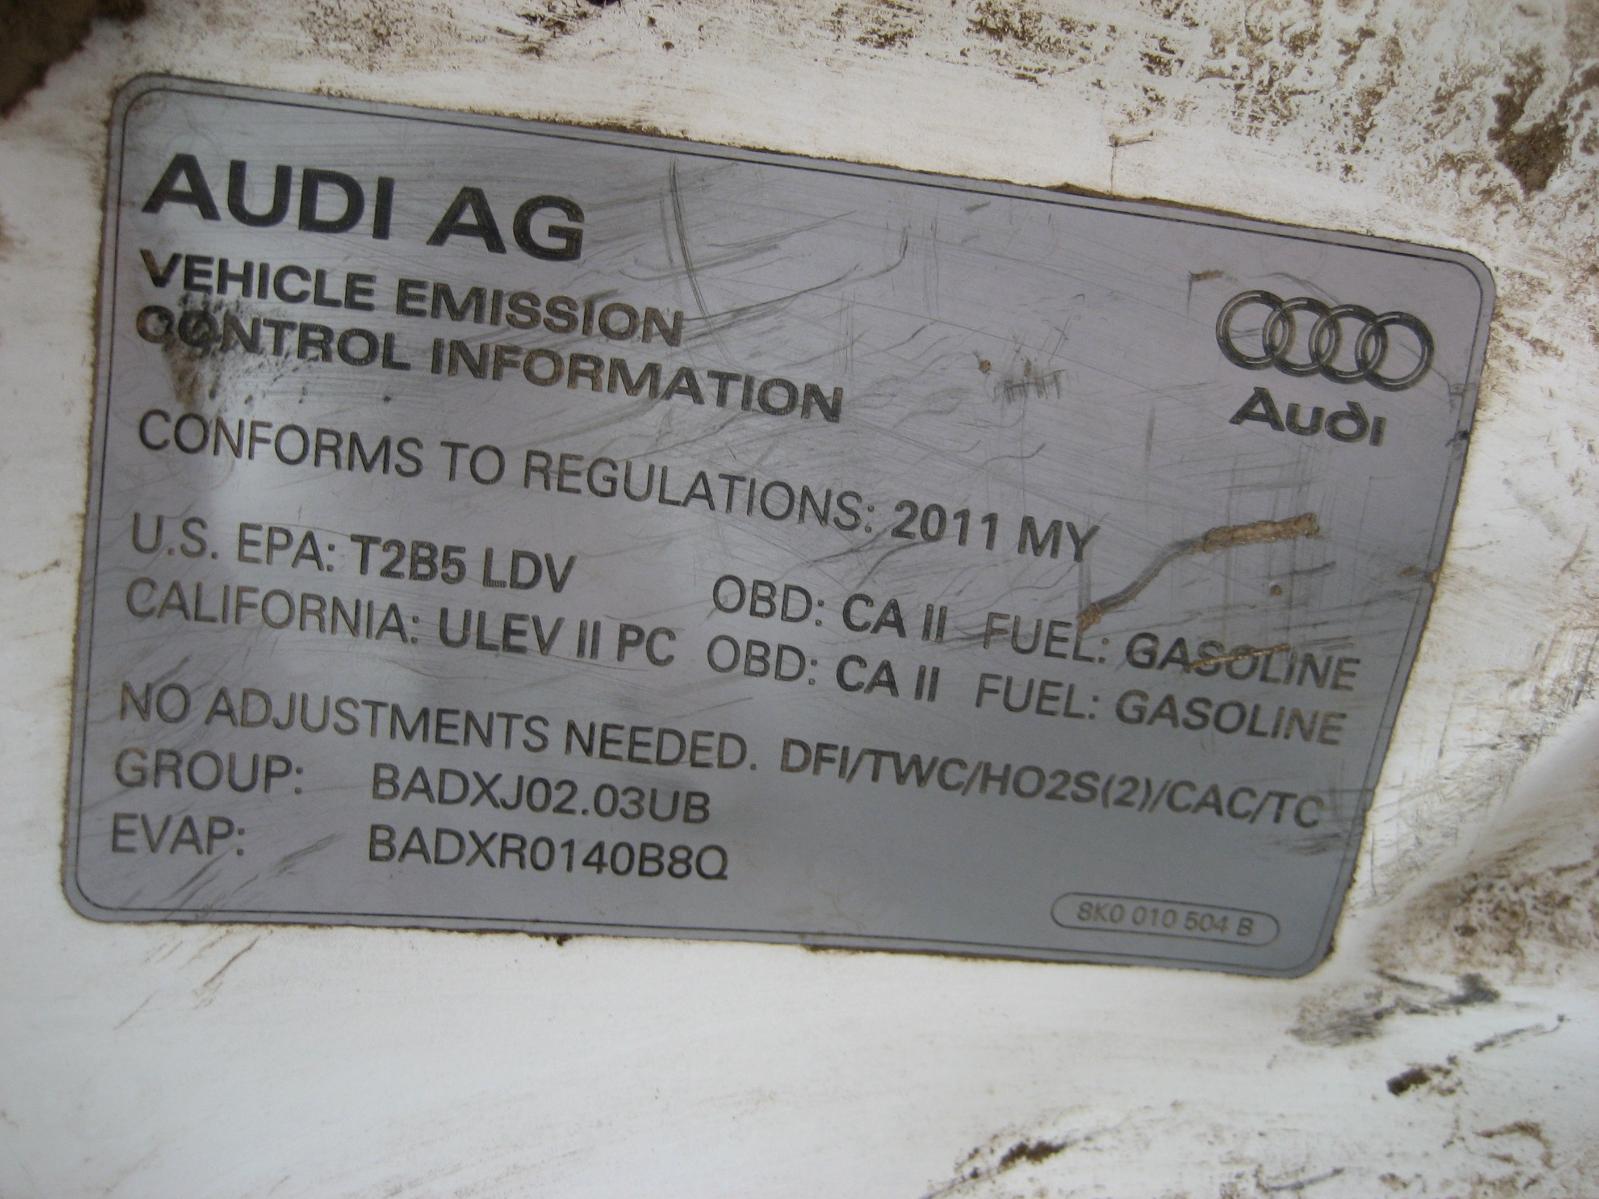 AUDI AG
VEHICLE EMISSION
CONTROL INFORMATION
Audi
CONFORMS TO REGULATIONS: 2011 MY
U.S. EPA: T2B5 LDV OBD: CA II FUEL: GASOLINE
CALIFORNIA: ULEV II PC OBD: CA II FUEL: GASOLINE
NO ADJUSTMENTS NEEDED. DFI/TWC/HO2S(2)/CAC/TC
GROUP: BADXJ02.03UB
EVAP: BADXR0140B8Q
8K0 010 504 B